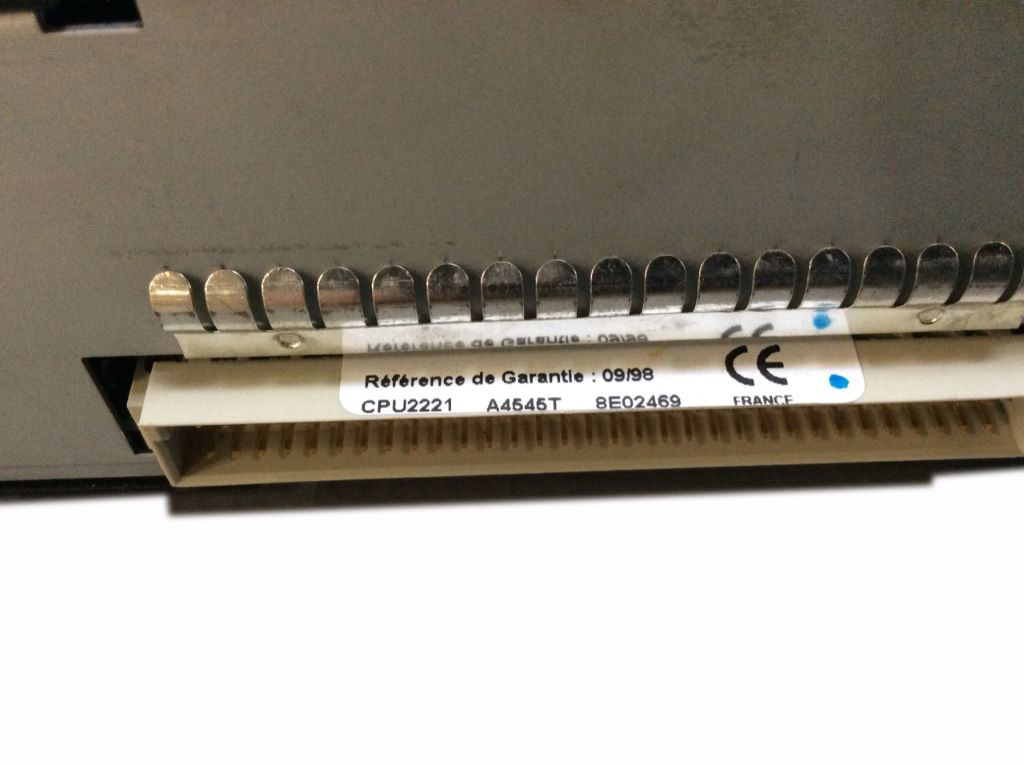 Référence de Garantie : 09/98
CPU2221 A4545T 8E02469
CE
FRANCE